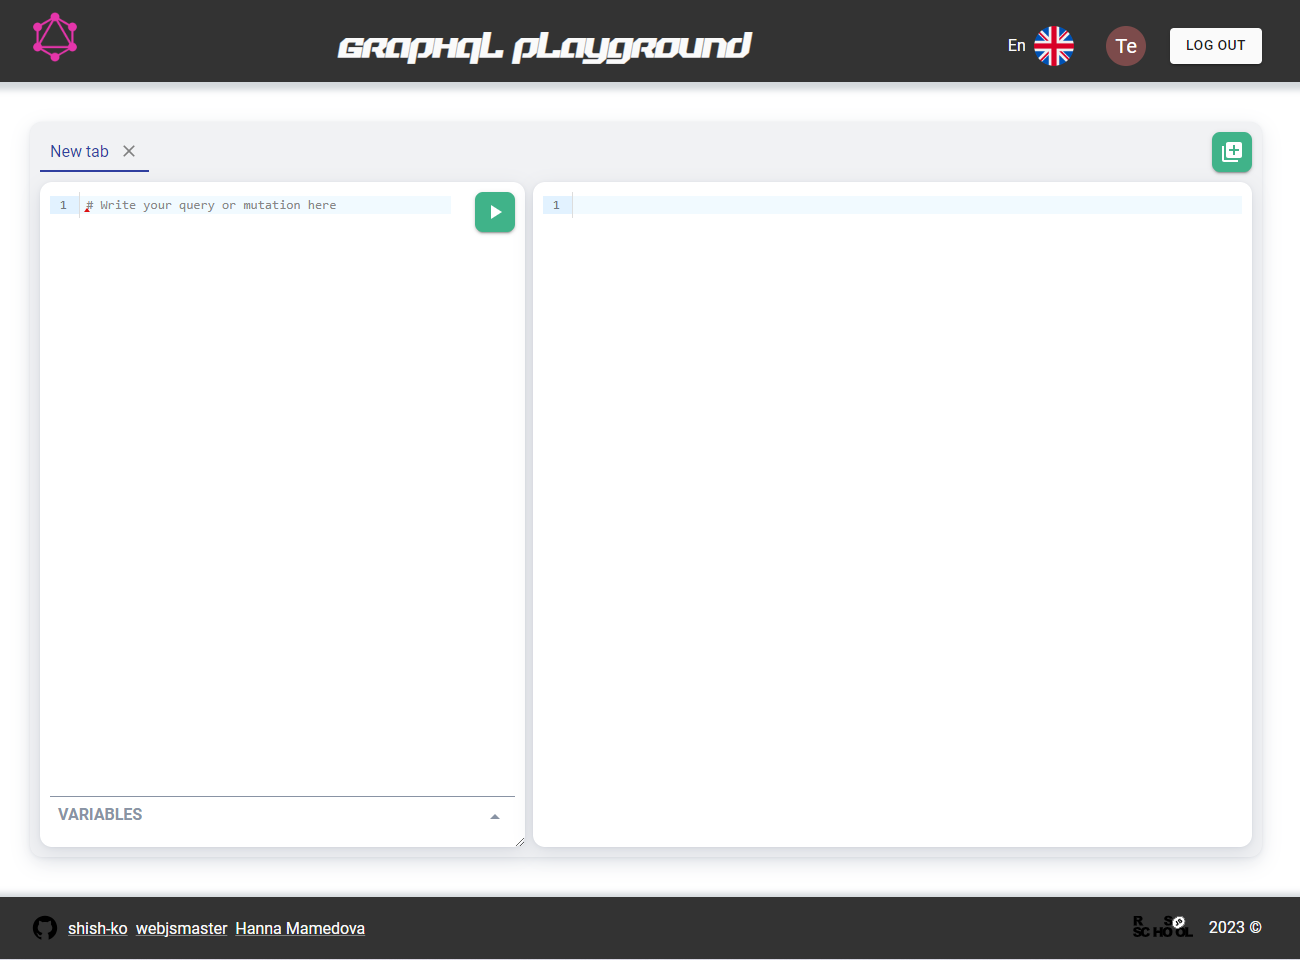 GRAPHQL PLAYGROUND
En
Te
LOG OUT
New tab
1 # Write your query or mutation here
1
VARIABLES
shish-ko webjsmaster Hanna Mamedova
RS
SCHOOL
JS
2023 ©